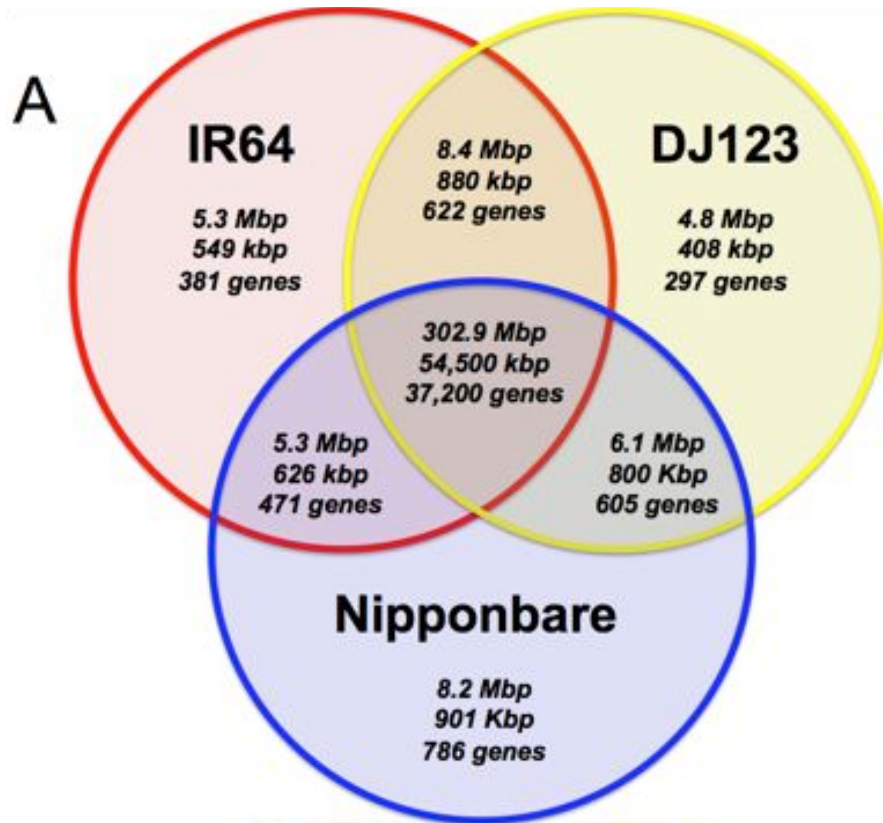 A
IR64
5.3 Mbp
549 kbp
381 genes
8.4 Mbp
880 kbp
622 genes
DJ123
4.8 Mbp
408 kbp
297 genes
302.9 Mbp
54,500 kbp
37,200 genes
5.3 Mbp
626 kbp
471 genes
6.1 Mbp
800 Kbp
605 genes
Nipponbare
8.2 Mbp
901 Kbp
786 genes